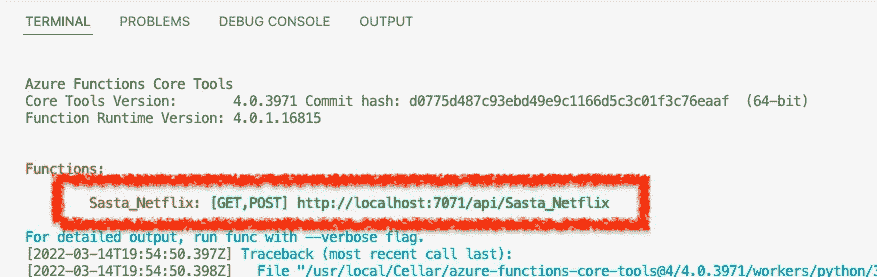 TERMINAL PROBLEMS DEBUG CONSOLE OUTPUT
Azure Functions Core Tools
Core Tools Version: 4.0.3971 Commit hash: d0775d487c93ebd49e9c1166d5c3c01f3c76eaaf (64-bit)
Function Runtime Version: 4.0.1.16815
Functions:
Sasta_Netflix: [GET,POST] http://localhost:7071/api/Sasta_Netflix
For detailed output, run func with --verbose flag.
[2022-03-14T19:54:50.397Z] Traceback (most recent call last):
[2022-03-14T19:54:50.398Z] File "/usr/local/Cellar/azure-functions-core-tools@4/4.0.3971/workers/python/